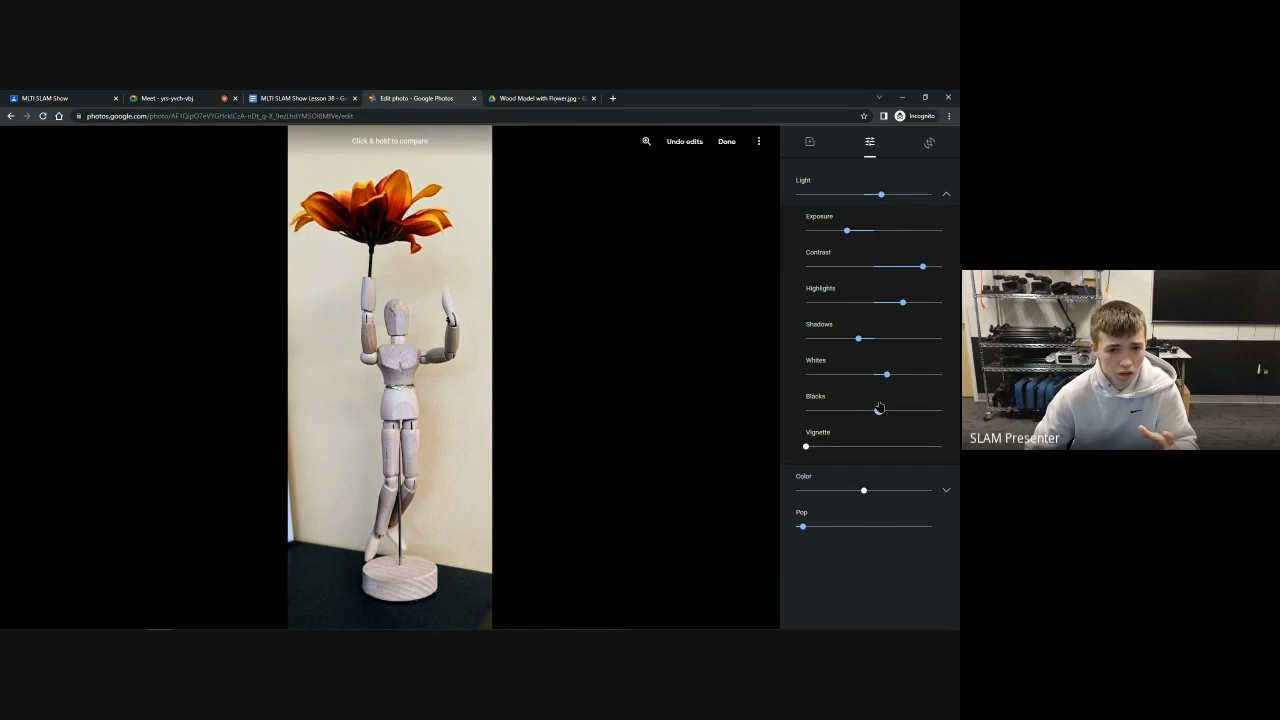 MLTI SLAM Show
Meet - yrs-yvch-vbj
MLTI SLAM Show Lesson 38 - G
Edit photo - Google Photos
Wood Model with Flower.jpg - G
Incognito
Click & hold to compare
Undo edits
Done
Light
Exposure
Contrast
Highlights
Shadows
Whites
Blacks
Vignette
Color
Pop
SLAM Presenter